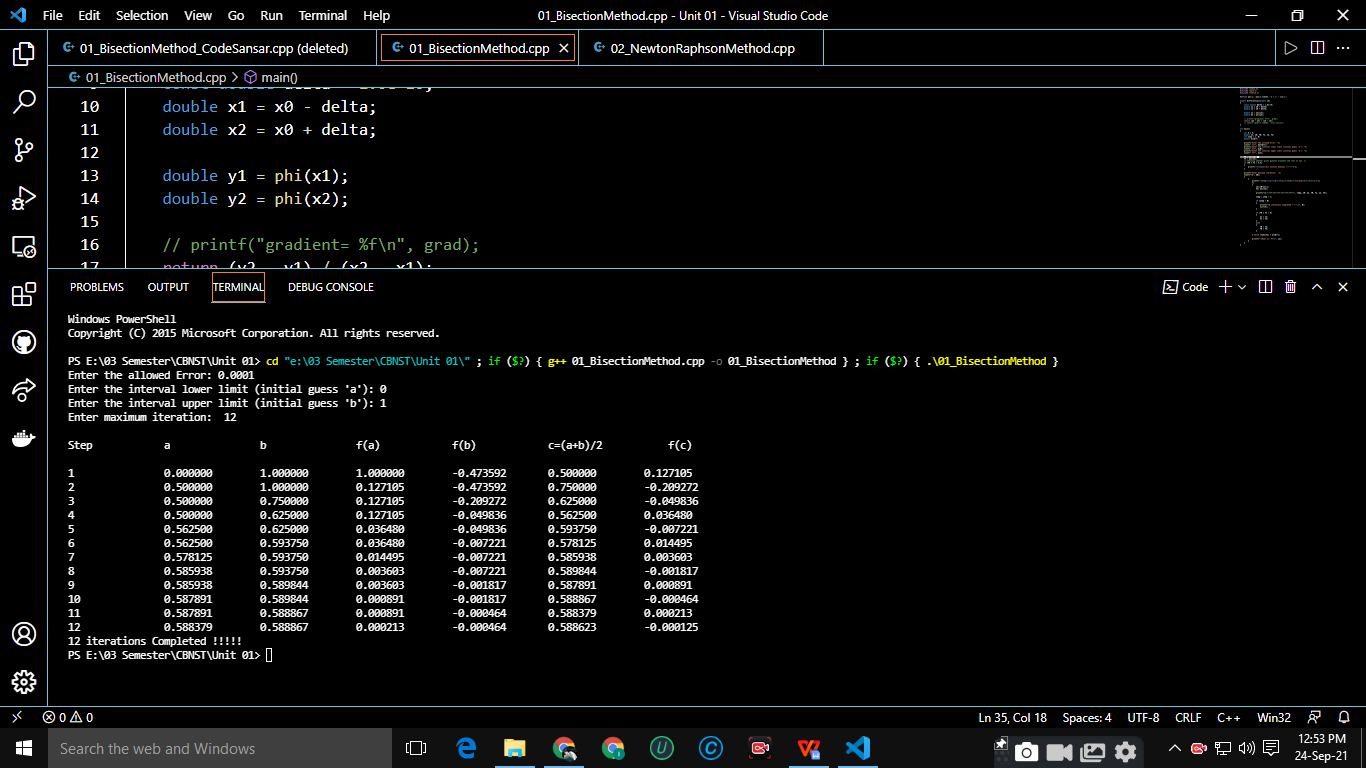 File Edit Selection View Go Run Terminal Help 01_BisectionMethod.cpp - Unit 01 - Visual Studio Code
01_BisectionMethod_CodeSansar.cpp (deleted) 01_BisectionMethod.cpp 02_NewtonRaphsonMethod.cpp
01_BisectionMethod.cpp > main()
10 double x1 = x0 - delta;
11 double x2 = x0 + delta;
12
13 double y1 = phi(x1);
14 double y2 = phi(x2);
15
16 // printf("gradient= %f\n", grad);
17 return (y2 - y1) / (x2 - x1);
PROBLEMS OUTPUT TERMINAL DEBUG CONSOLE Code
Windows PowerShell
Copyright (C) 2015 Microsoft Corporation. All rights reserved.
PS E:\03 Semester\CBNST\Unit 01> cd "e:\03 Semester\CBNST\Unit 01\" ; if ($?) { g++ 01_BisectionMethod.cpp -o 01_BisectionMethod } ; if ($?) { .\01_BisectionMethod }
Enter the allowed Error: 0.0001
Enter the interval lower limit (initial guess 'a'): 0
Enter the interval upper limit (initial guess 'b'): 1
Enter maximum iteration:  12
Step a b f(a) f(b) c=(a+b)/2 f(c)
1 0.000000 1.000000 1.000000 -0.473592 0.500000 0.127105
2 0.500000 1.000000 0.127105 -0.473592 0.750000 -0.209272
3 0.500000 0.750000 0.127105 -0.209272 0.625000 -0.049836
4 0.500000 0.625000 0.127105 -0.049836 0.562500 0.036480
5 0.562500 0.625000 0.036480 -0.049836 0.593750 -0.007221
6 0.562500 0.593750 0.036480 -0.007221 0.578125 0.014495
7 0.578125 0.593750 0.014495 -0.007221 0.585938 0.003603
8 0.585938 0.593750 0.003603 -0.007221 0.589844 -0.001817
9 0.585938 0.589844 0.003603 -0.001817 0.587891 0.000891
10 0.587891 0.589844 0.000891 -0.001817 0.588867 -0.000464
11 0.587891 0.588867 0.000891 -0.000464 0.588379 0.000213
12 0.588379 0.588867 0.000213 -0.000464 0.588623 -0.000125
12 iterations Completed !!!!!
PS E:\03 Semester\CBNST\Unit 01>
0 0 Ln 35, Col 18 Spaces: 4 UTF-8 CRLF C++ Win32
Search the web and Windows
12:53 PM
24-Sep-21